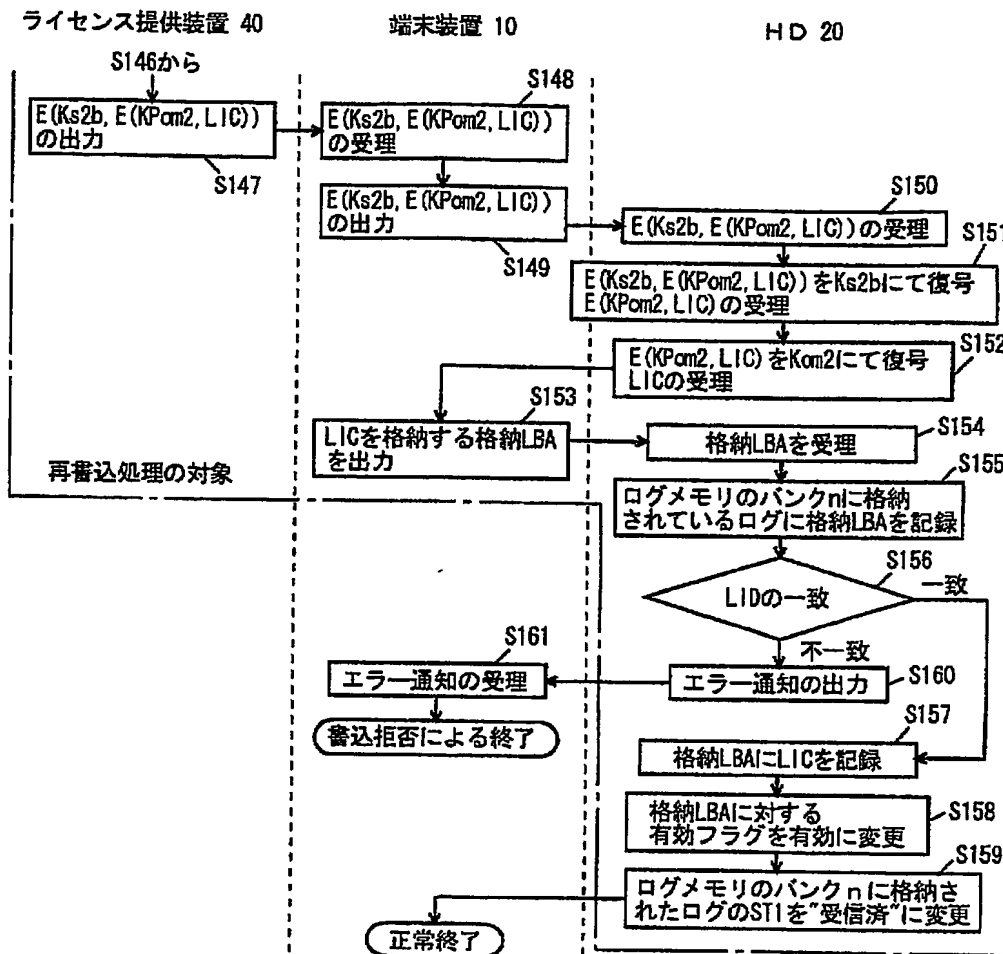 ライセンス提供装置 40
端末装置 10
HD 20
S146から
E(Ks2b, E(KPom2, LIC))
の出力
S147
S148
E(Ks2b, E(KPom2, LIC))
の受理
E(Ks2b, E(KPom2, LIC))
の出力
S149
S150
E(Ks2b, E(KPom2, LIC))の受理
S151
E(Ks2b, E(KPom2, LIC))をKs2bにて復号
E(KPom2, LIC)の受理
S152
E(KPom2, LIC)をKom2にて復号
LICの受理
S153
LICを格納する格納LBA
を出力
S154
格納LBAを受理
再書込処理の対象
S155
ログメモリのバンクnに格納
されているログに格納LBAを記録
S156
LIDの一致
一致
不一致
S161
エラー通知の受理
エラー通知の出力
S160
書込拒否による終了
S157
格納LBAにLICを記録
格納LBAに対する
有効フラグを有効に変更
S158
S159
ログメモリのバンクnに格納さ
れたログのST1を"受信済"に変更
正常終了